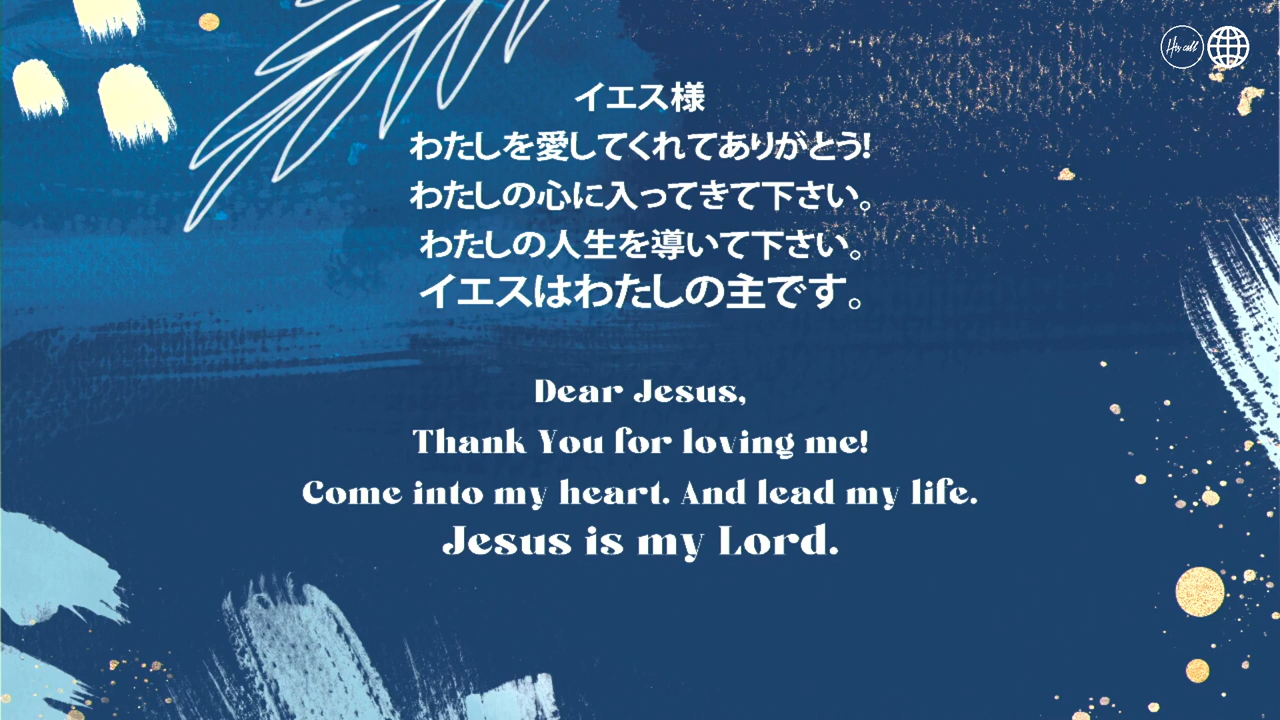 His call
イエス様
わたしを愛してくれてありがとう!
わたしの心に入ってきて下さい。
わたしの人生を導いて下さい。
イエスはわたしの主です。
Dear Jesus,
Thank You for loving me!
Come into my heart. And lead my life.
Jesus is my Lord.